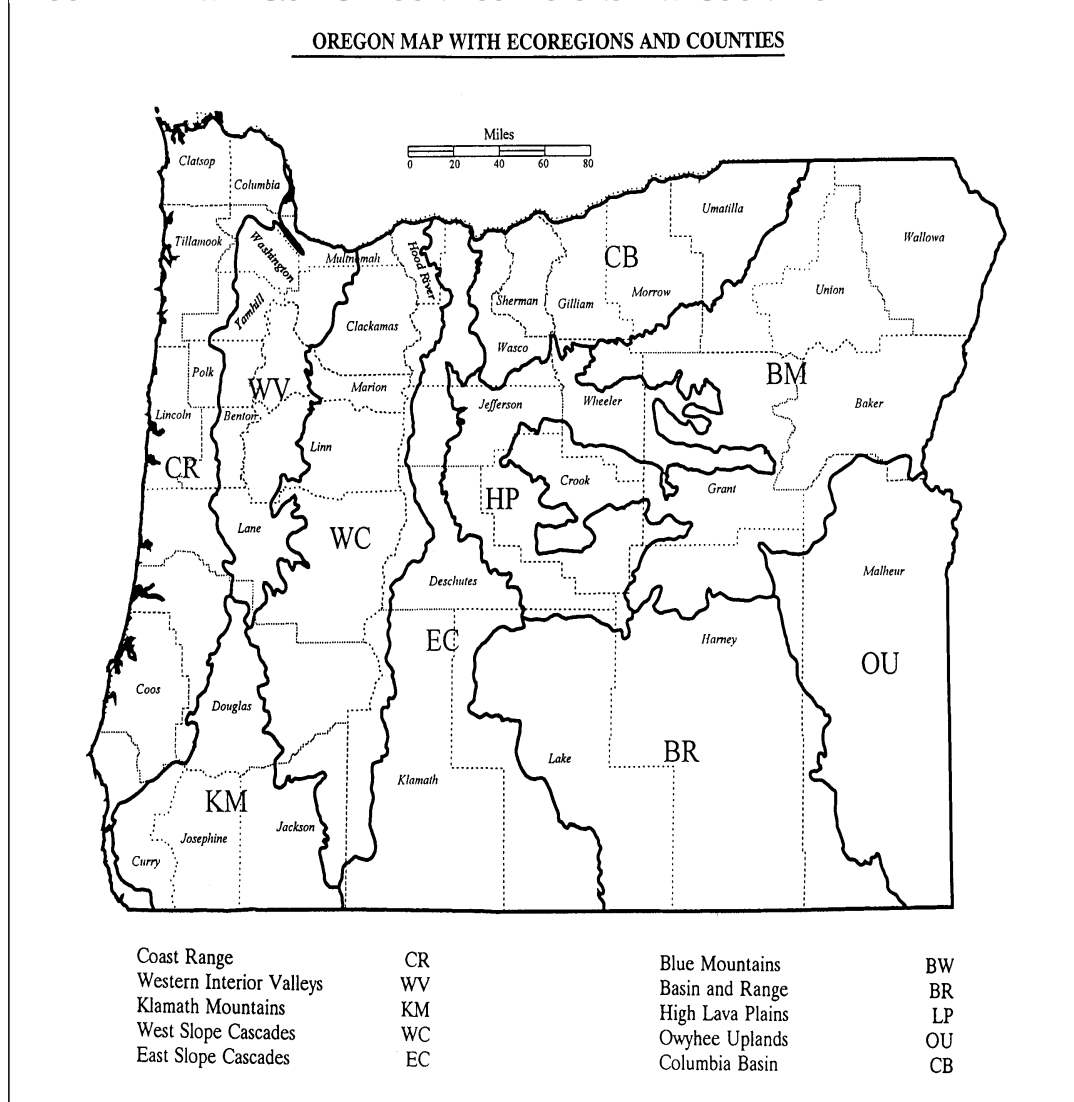 OREGON MAP WITH ECOREGIONS AND COUNTIES
Miles
0 20 40 60 80
Clatsop
Columbia
Tillamook
Washington
Multnomah
Hood River
Umatilla
Wallowa
CB
Sherman
Gilliam
Morrow
Union
Yamhill
Clackamas
Wasco
Polk
WV
Marion
BM
Jefferson
Wheeler
Baker
Lincoln
Benton
Linn
CR
Crook
Grant
HP
Lane
WC
Deschutes
Malheur
EC
Harney
OU
Coos
Douglas
BR
Lake
Klamath
KM
Jackson
Josephine
Curry
Coast Range CR
Western Interior Valleys WV
Klamath Mountains KM
West Slope Cascades WC
East Slope Cascades EC
Blue Mountains BW
Basin and Range BR
High Lava Plains LP
Owyhee Uplands OU
Columbia Basin CB